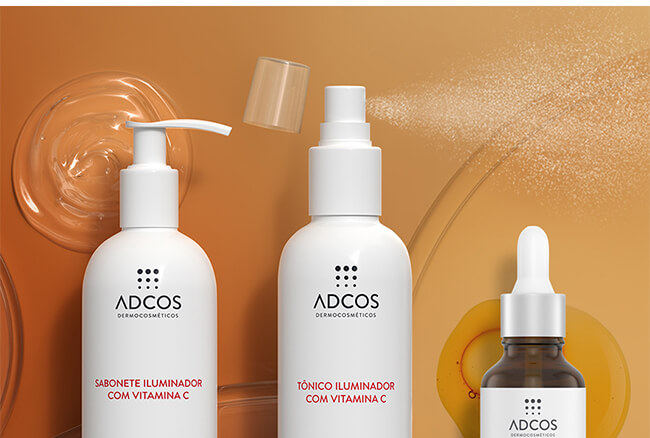 ADCOS
DERMOCOSMÉTICOS
SABONETE ILUMINADOR
COM VITAMINA C
ADCOS
DERMOCOSMÉTICOS
TÔNICO ILUMINADOR
COM VITAMINA C
ADCOS
DERMOCOSMÉTICOS